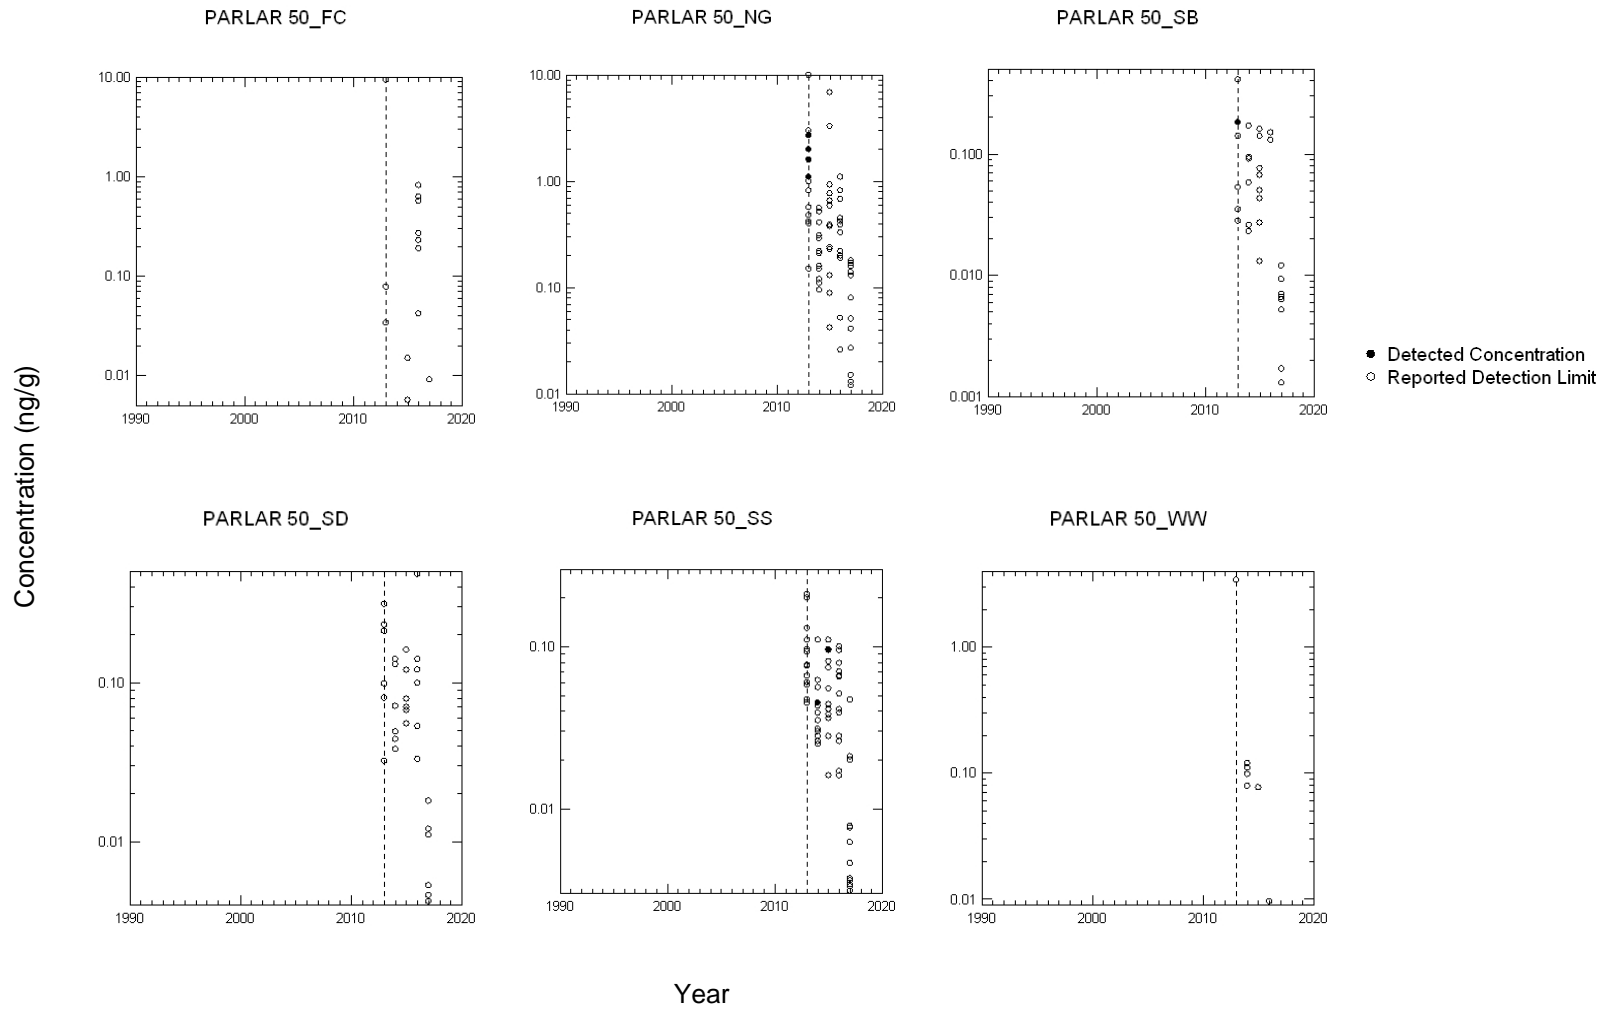 PARLAR 50_FC
PARLAR 50_NG
PARLAR 50_SB
10.00
1.00
0.10
0.01
1990 2000 2010 2020
10.00
1.00
0.10
0.01
1990 2000 2010 2020
0.100
0.010
0.001
1990 2000 2010 2020
Detected Concentration
Reported Detection Limit
Concentration (ng/g)
PARLAR 50_SD
PARLAR 50_SS
PARLAR 50_WW
0.10
0.01
1990 2000 2010 2020
0.10
0.01
1990 2000 2010 2020
1.00
0.10
0.01
1990 2000 2010 2020
Year